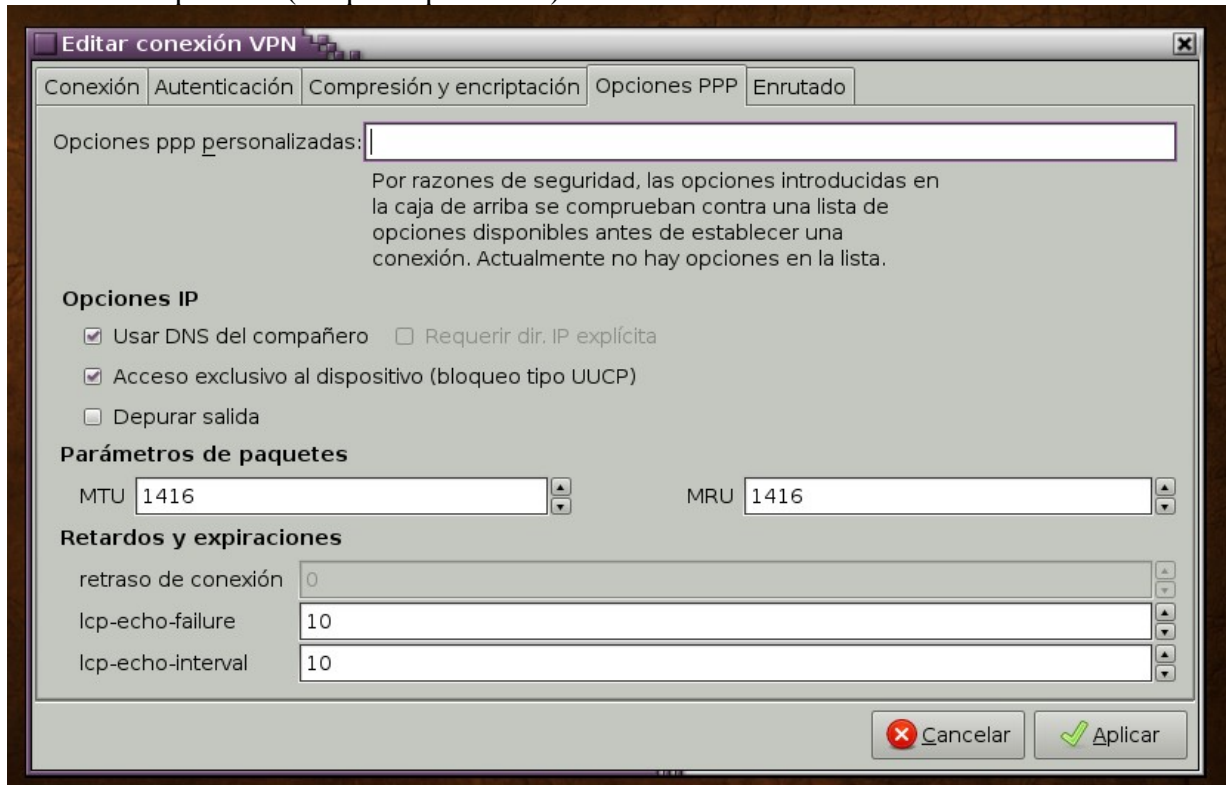 Editar conexión VPN
Conexión Autenticación Compresión y encriptación Opciones PPP Enrutado
Opciones ppp personalizadas:
Por razones de seguridad, las opciones introducidas en
la caja de arriba se comprueban contra una lista de
opciones disponibles antes de establecer una
conexión. Actualmente no hay opciones en la lista.
Opciones IP
Usar DNS del compañero Requerir dir. IP explícita
Acceso exclusivo al dispositivo (bloqueo tipo UUCP)
Depurar salida
Parámetros de paquetes
MTU 1416 MRU 1416
Retardos y expiraciones
retraso de conexión 0
lcp-echo-failure 10
lcp-echo-interval 10
Cancelar Aplicar